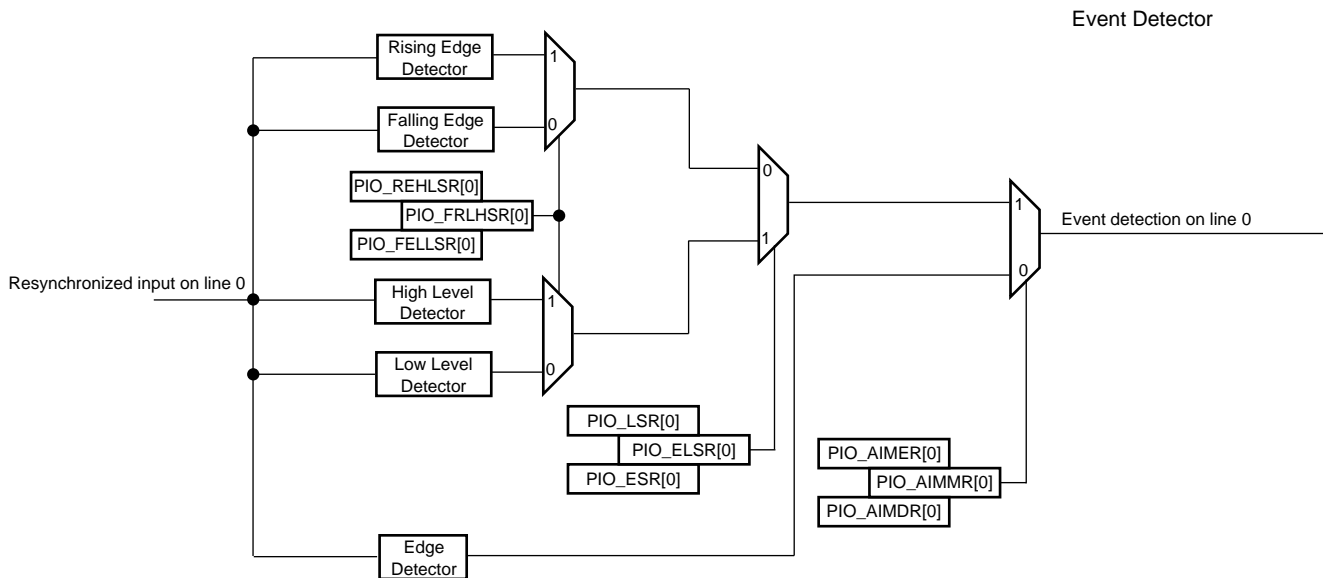 Event Detector
Rising Edge
Detector
1
Falling Edge
Detector
0
0
PIO_REHLSR[0]
PIO_FRLHSR[0]
PIO_FELLSR[0]
1
1
Event detection on line 0
0
Resynchronized input on line 0
High Level
Detector
1
Low Level
Detector
0
PIO_LSR[0]
PIO_ELSR[0]
PIO_ESR[0]
PIO_AIMER[0]
PIO_AIMMR[0]
PIO_AIMDR[0]
Edge
Detector